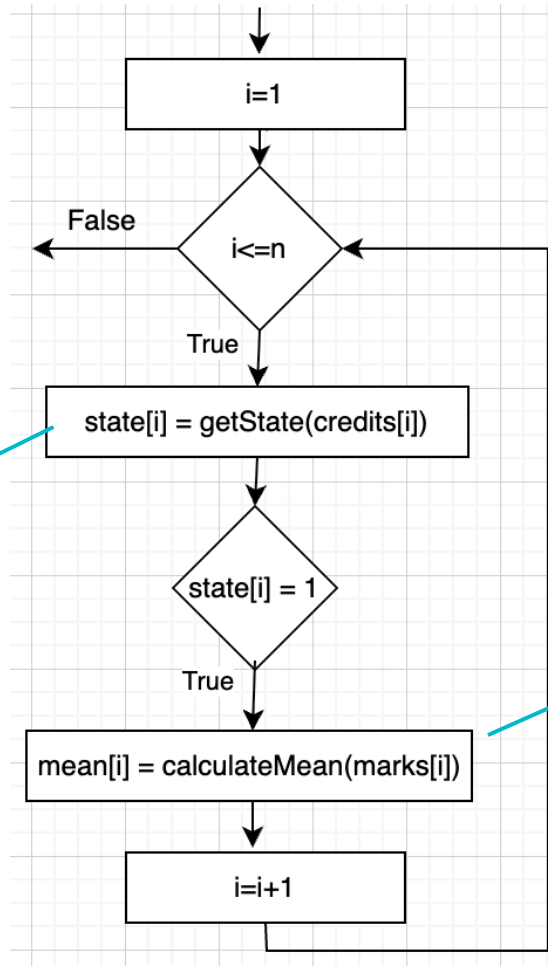 i=1
False
i<=n
True
state[i] = getState(credits[i])
state[i] = 1
True
mean[i] = calculateMean(marks[i])
i=i+1